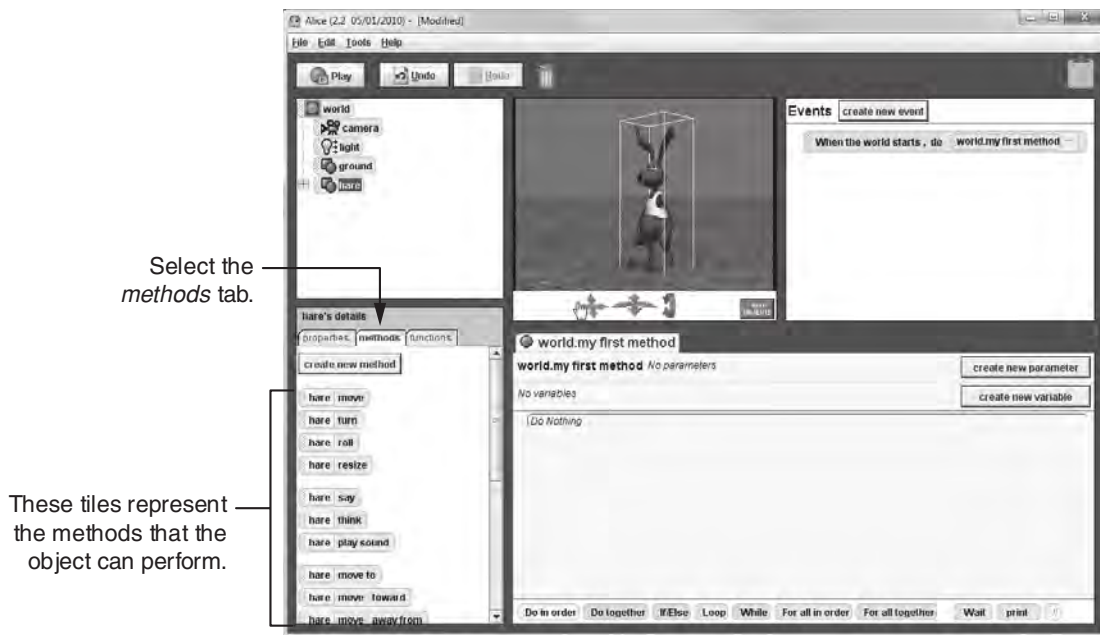 Alice (2.2 05/01/2010) - [Modified]
File Edit Tools Help
Play Undo Redo
world
camera
light
ground
hare
Events create new event
When the world starts , do world.my first method
Select the
methods tab.
hare's details
properties methods functions
create new method
hare move
hare turn
hare roll
hare resize
hare say
hare think
hare play sound
hare move to
hare move toward
hare move away from
These tiles represent
the methods that the
object can perform.
world.my first method
world.my first method No parameters
create new parameter
No variables
create new variable
Do Nothing
Do in order Do together If/Else Loop While For all in order For all together Wait print //